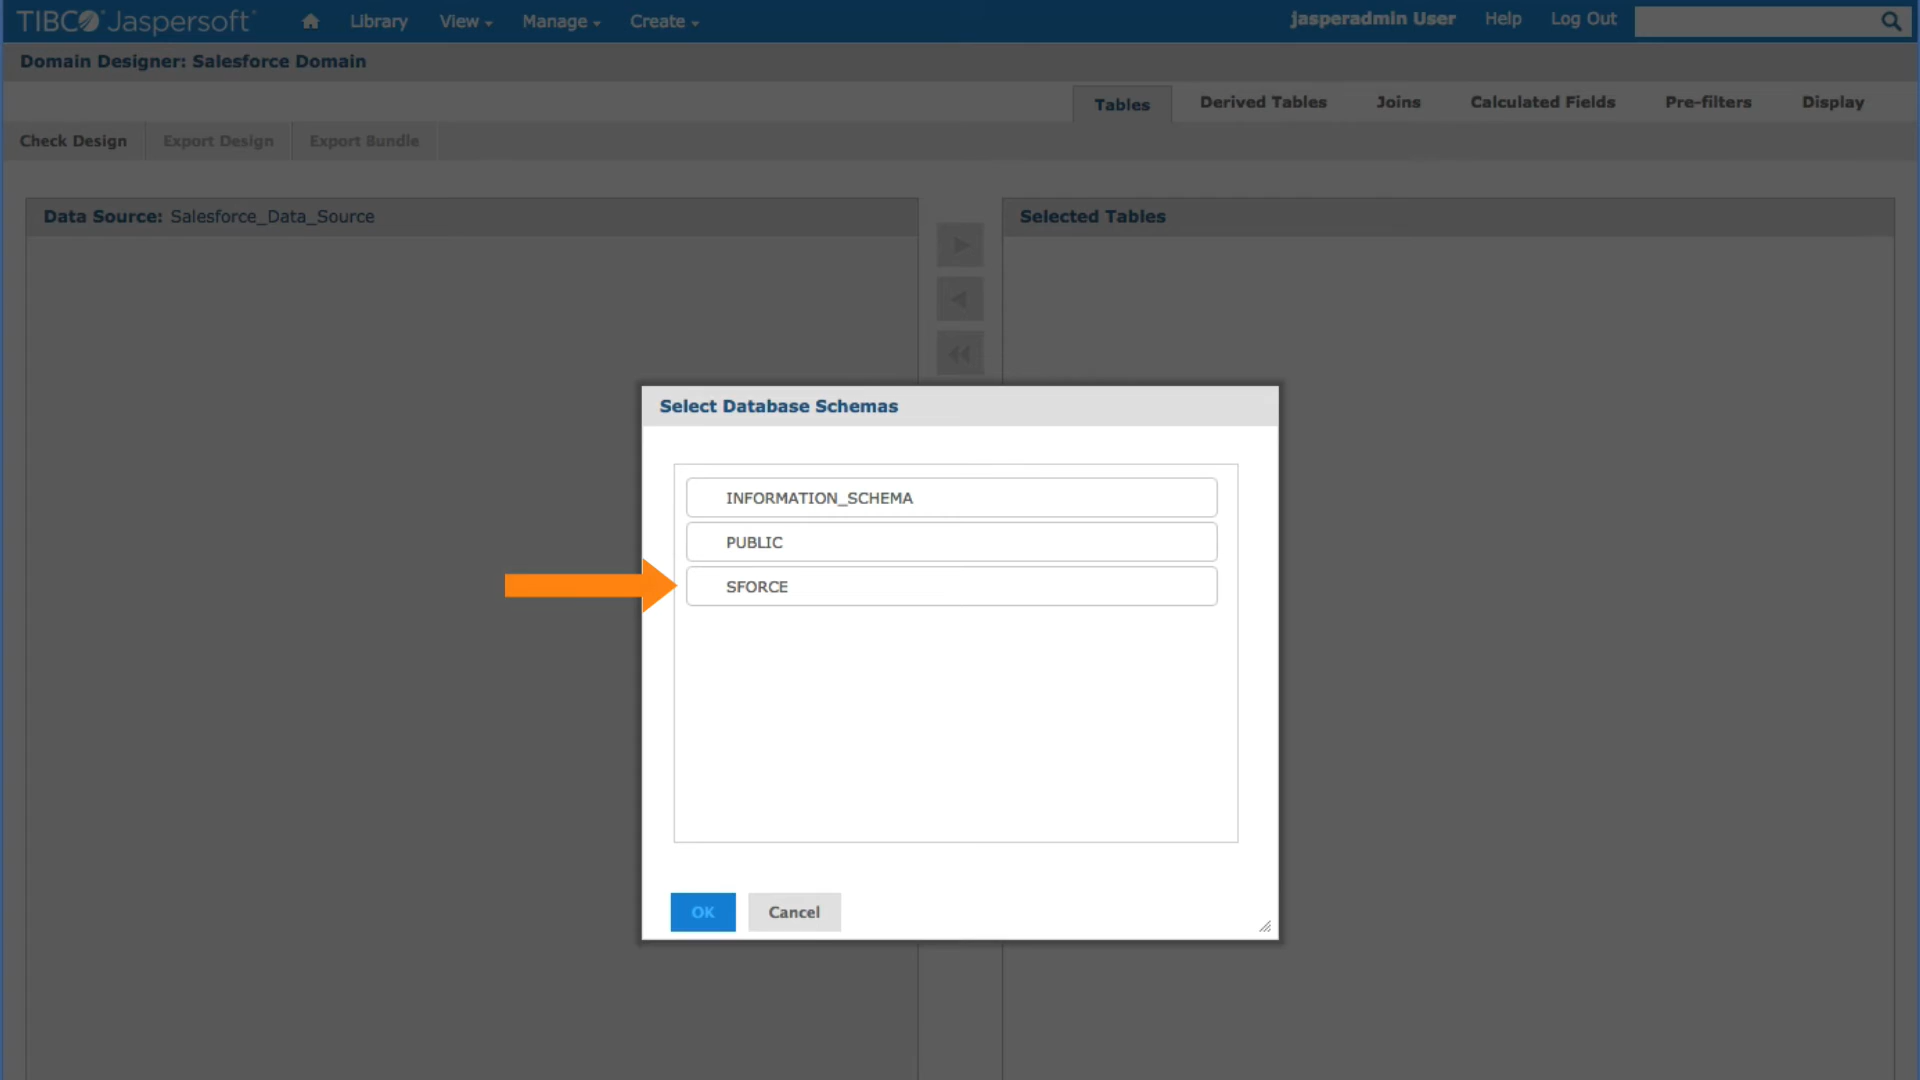 TIBCO Jaspersoft
Library View Manage Create
jasperadmin User Help Log Out
Domain Designer: Salesforce Domain
Tables Derived Tables Joins Calculated Fields Pre-filters Display
Check Design Export Design Export Bundle
Data Source: Salesforce_Data_Source
Selected Tables
Select Database Schemas
INFORMATION_SCHEMA
PUBLIC
SFORCE
OK Cancel